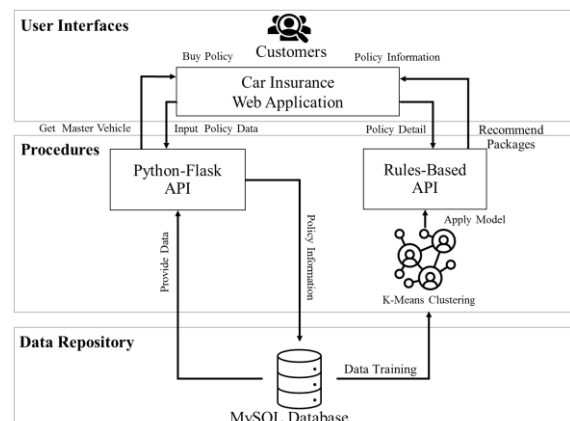 User Interfaces
Customers
Buy Policy
Policy Information
Car Insurance
Web Application
Get Master Vehicle
Input Policy Data
Policy Detail
Recommend
Packages
Procedures
Python-Flask
API
Rules-Based
API
Apply Model
Provide Data
Policy Information
K-Means Clustering
Data Repository
Data Training
MySQL Database